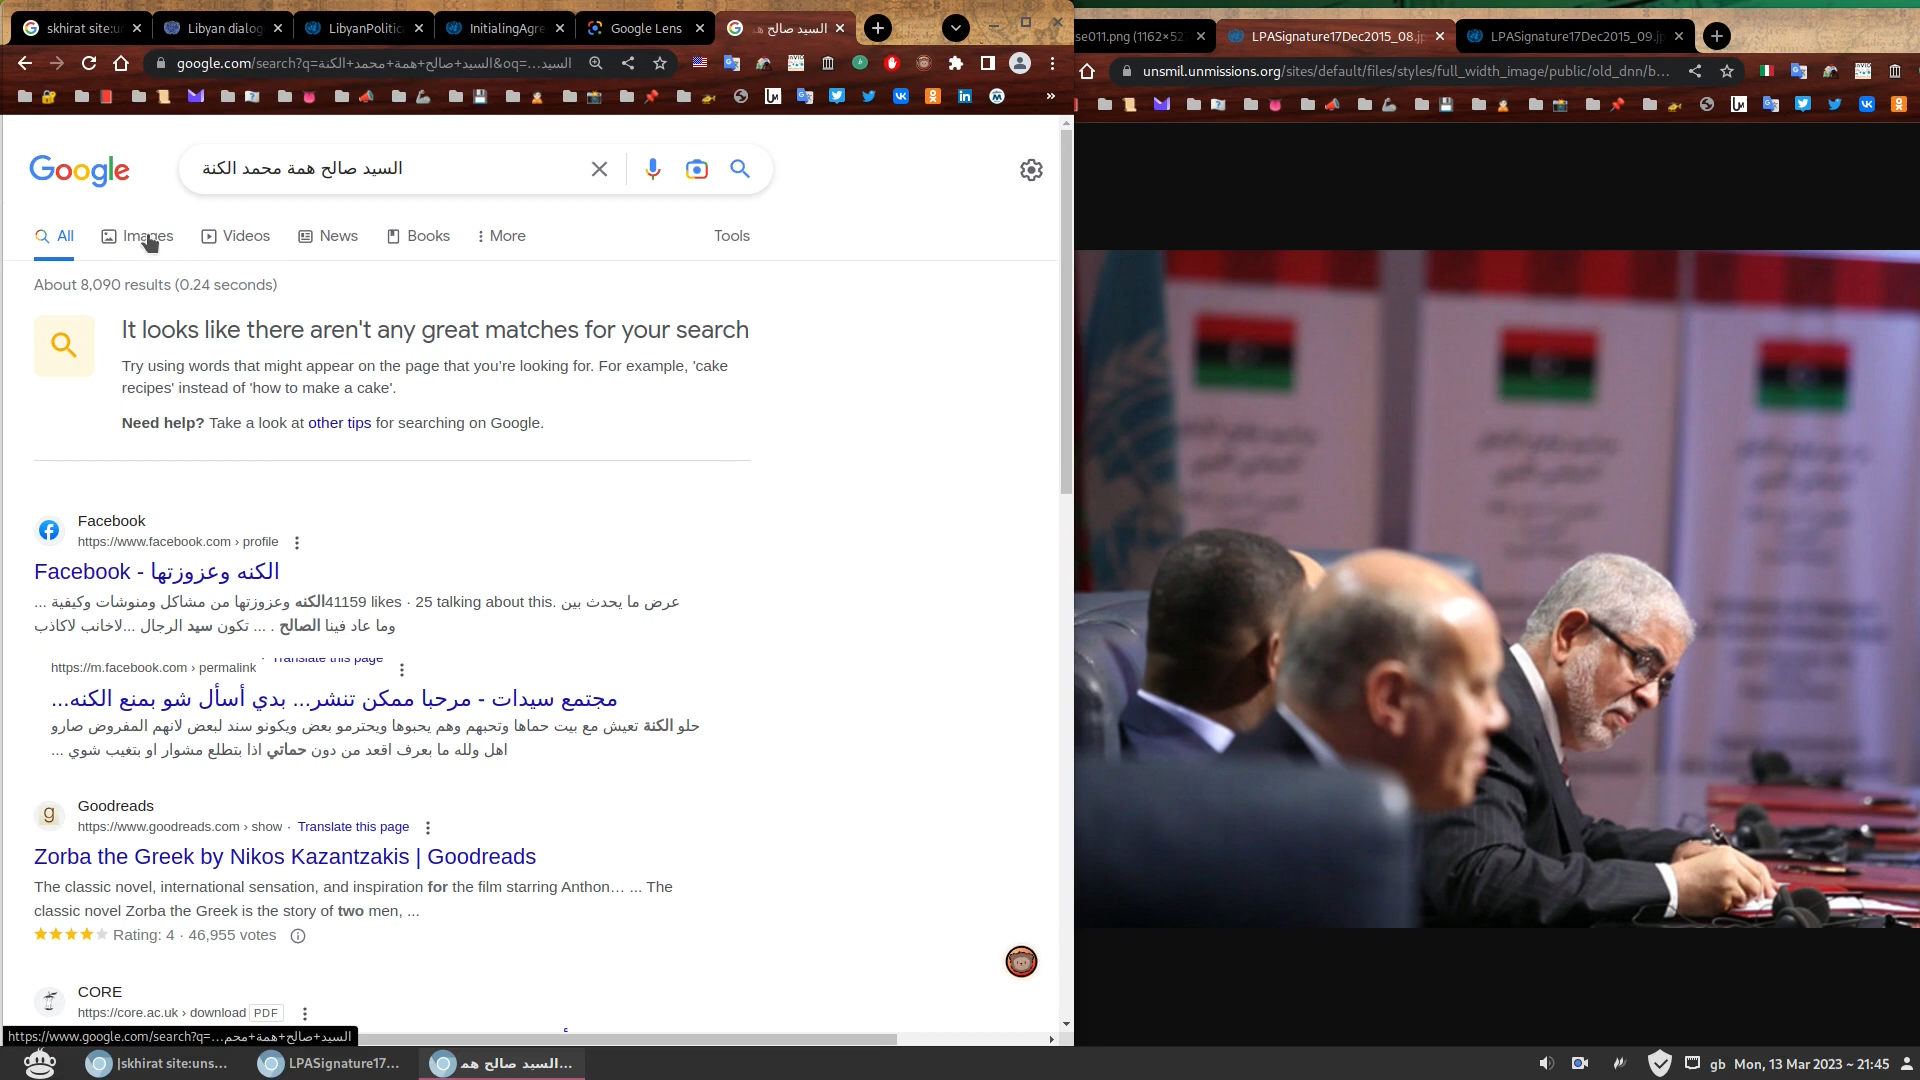 skhirat site:u
Libyan dialog
LibyanPolitic
InitialingAgre
Google Lens
السيد صالح ه
se011.png (1162×52
LPASignature17Dec2015_08.j
LPASignature17Dec2015_09.j
google.com/search?q=السيد+صالح+همة+محمد+الكنة&oq=...السيد
unsmil.unmissions.org/sites/default/files/styles/full_width_image/public/old_dnn/b...
Google
السيد صالح همة محمد الكنة
All
Images
Videos
News
Books
More
Tools
About 8,090 results (0.24 seconds)
It looks like there aren't any great matches for your search
Try using words that might appear on the page that you're looking for. For example, 'cake
recipes' instead of 'how to make a cake'.
Need help? Take a look at other tips for searching on Google.
Facebook
https://www.facebook.com › profile
الكنه وعزوزتها - Facebook
عرض ما يحدث بين .41159 likes · 25 talking about this الكنه وعزوزتها من مشاكل ومنوشات وكيفية ...
وما عاد فينا الصالح . ... تكون سيد الرجال ...لاخانب لاكاذب
https://m.facebook.com › permalink · Translate this page
مجتمع سيدات - مرحبا ممكن تنشر... بدي أسأل شو بمنع الكنه...
حلو الكنة تعيش مع بيت حماها وتحبهم وهم يحبوها ويحترمو بعض ويكونو سند لبعض لانهم المفروض صارو
اهل ولله ما بعرف اقعد من دون حماتي اذا بتطلع مشوار او بتغيب شوي ...
Goodreads
https://www.goodreads.com › show · Translate this page
Zorba the Greek by Nikos Kazantzakis | Goodreads
The classic novel, international sensation, and inspiration for the film starring Anthon… ... The
classic novel Zorba the Greek is the story of two men, ...
Rating: 4 · 46,955 votes
CORE
https://core.ac.uk › download PDF
https://www.google.com/search?q=...السيد+صالح+همة+محم
|skhirat site:uns...
LPASignature17...
السيد صالح هم...
gb Mon, 13 Mar 2023 ~ 21:45